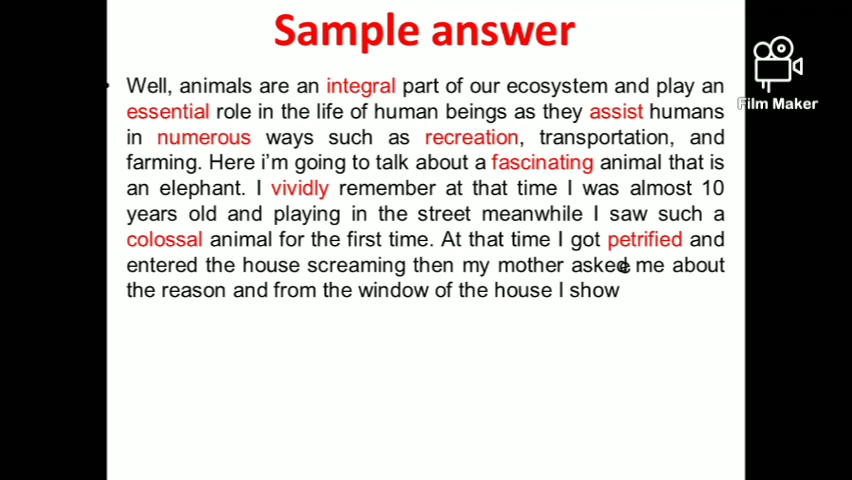 Sample answer
Film Maker
• Well, animals are an integral part of our ecosystem and play an
essential role in the life of human beings as they assist humans
in numerous ways such as recreation, transportation, and
farming. Here i'm going to talk about a fascinating animal that is
an elephant. I vividly remember at that time I was almost 10
years old and playing in the street meanwhile I saw such a
colossal animal for the first time. At that time I got petrified and
entered the house screaming then my mother asked me about
the reason and from the window of the house I show